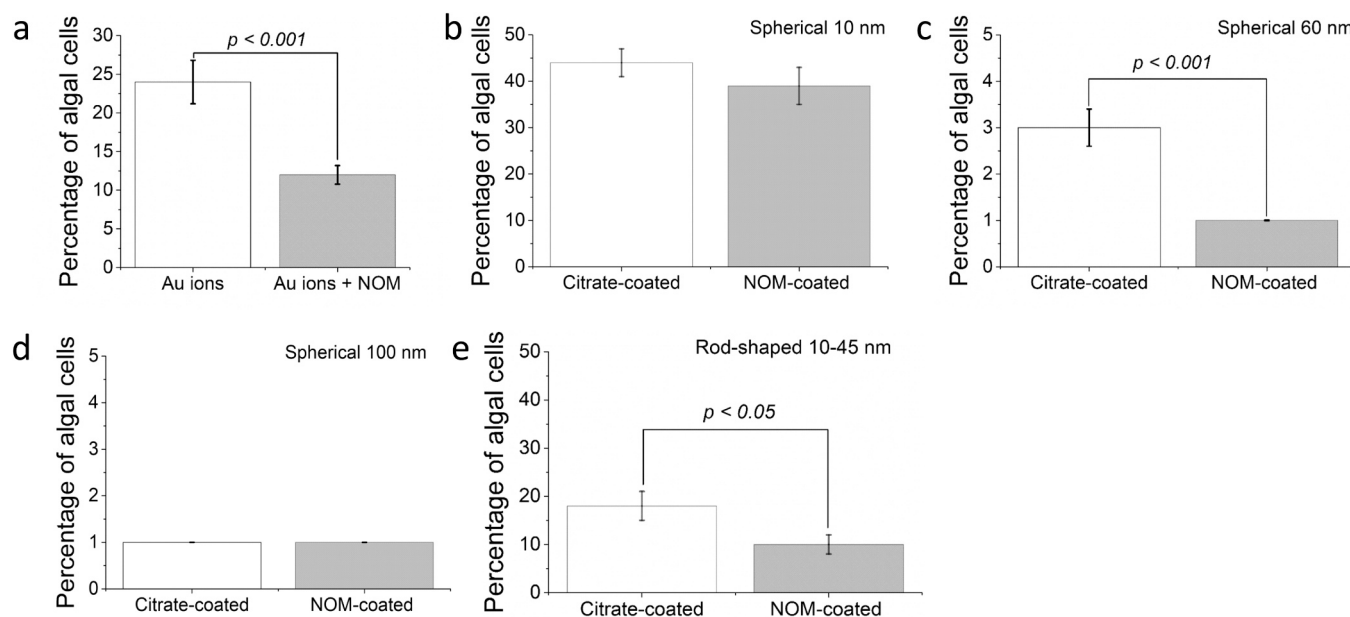 a
Percentage of algal cells
30
25
20
15
10
5
0
p < 0.001
Au ions
Au ions + NOM
b
Percentage of algal cells
50
40
30
20
10
0
Spherical 10 nm
Citrate-coated
NOM-coated
c
Percentage of algal cells
5
4
3
2
1
0
Spherical 60 nm
p < 0.001
Citrate-coated
NOM-coated
d
Percentage of algal cells
5
4
3
2
1
0
Spherical 100 nm
Citrate-coated
NOM-coated
e
Percentage of algal cells
50
40
30
20
10
0
Rod-shaped 10-45 nm
p < 0.05
Citrate-coated
NOM-coated